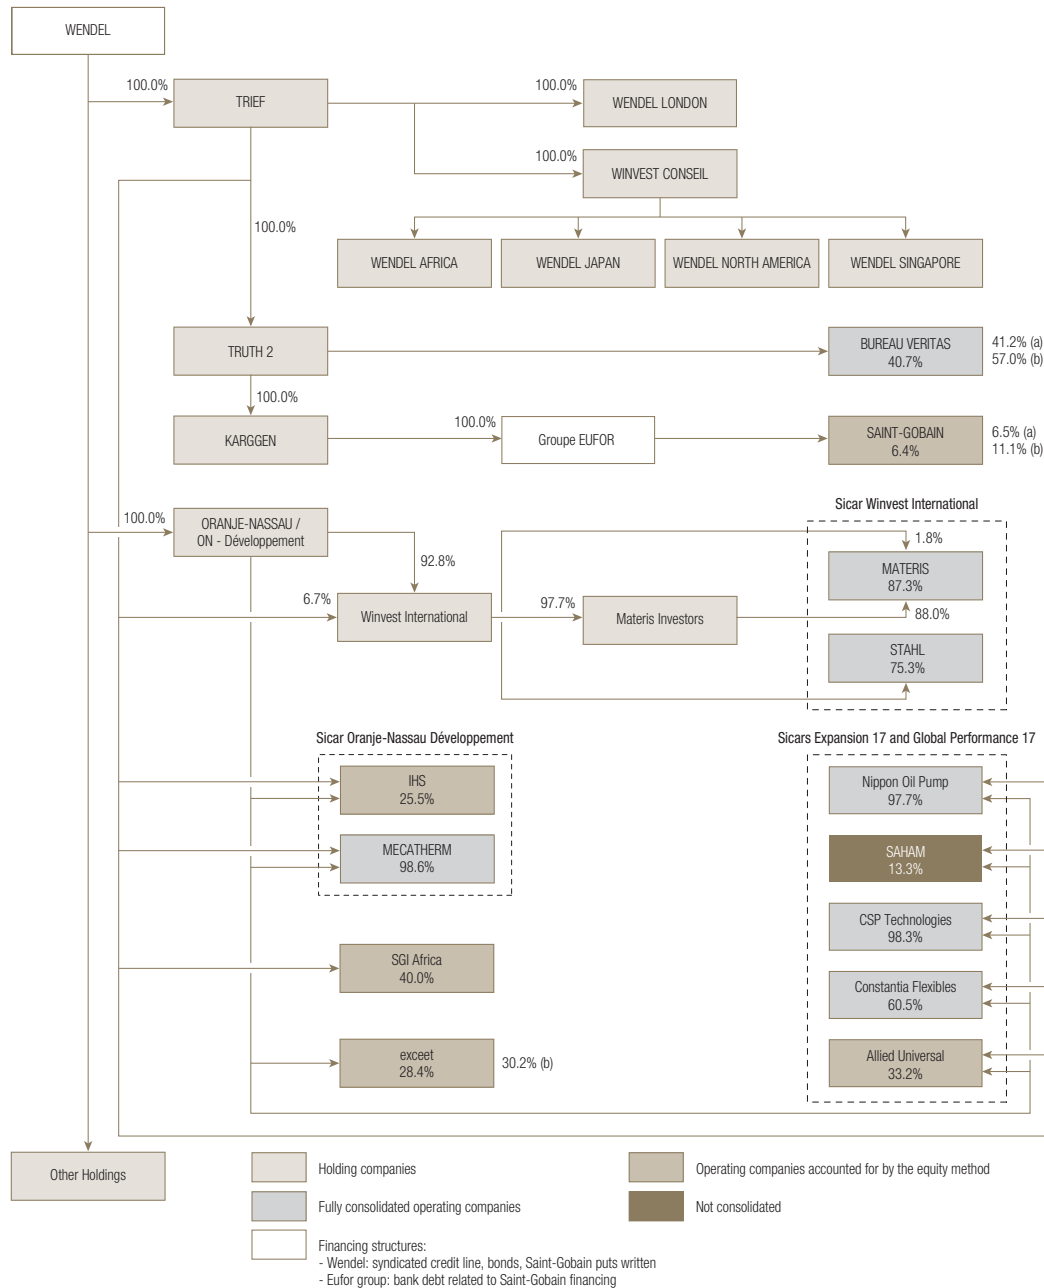 WENDEL
100.0%
TRIEF
100.0%
WENDEL LONDON
100.0%
WINVEST CONSEIL
100.0%
WENDEL AFRICA
WENDEL JAPAN
WENDEL NORTH AMERICA
WENDEL SINGAPORE
TRUTH 2
BUREAU VERITAS
40.7%
41.2% (a)
57.0% (b)
100.0%
KARGGEN
100.0%
Groupe EUFOR
SAINT-GOBAIN
6.4%
6.5% (a)
11.1% (b)
Sicar Winvest International
100.0%
ORANJE-NASSAU /
ON - Développement
92.8%
1.8%
MATERIS
87.3%
6.7%
Winvest International
97.7%
Materis Investors
88.0%
STAHL
75.3%
Sicar Oranje-Nassau Développement
IHS
25.5%
MECATHERM
98.6%
SGI Africa
40.0%
exceet
28.4%
30.2% (b)
Sicars Expansion 17 and Global Performance 17
Nippon Oil Pump
97.7%
SAHAM
13.3%
CSP Technologies
98.3%
Constantia Flexibles
60.5%
Allied Universal
33.2%
Other Holdings
Holding companies
Operating companies accounted for by the equity method
Fully consolidated operating companies
Not consolidated
Financing structures:
- Wendel: syndicated credit line, bonds, Saint-Gobain puts written
- Eufor group: bank debt related to Saint-Gobain financing